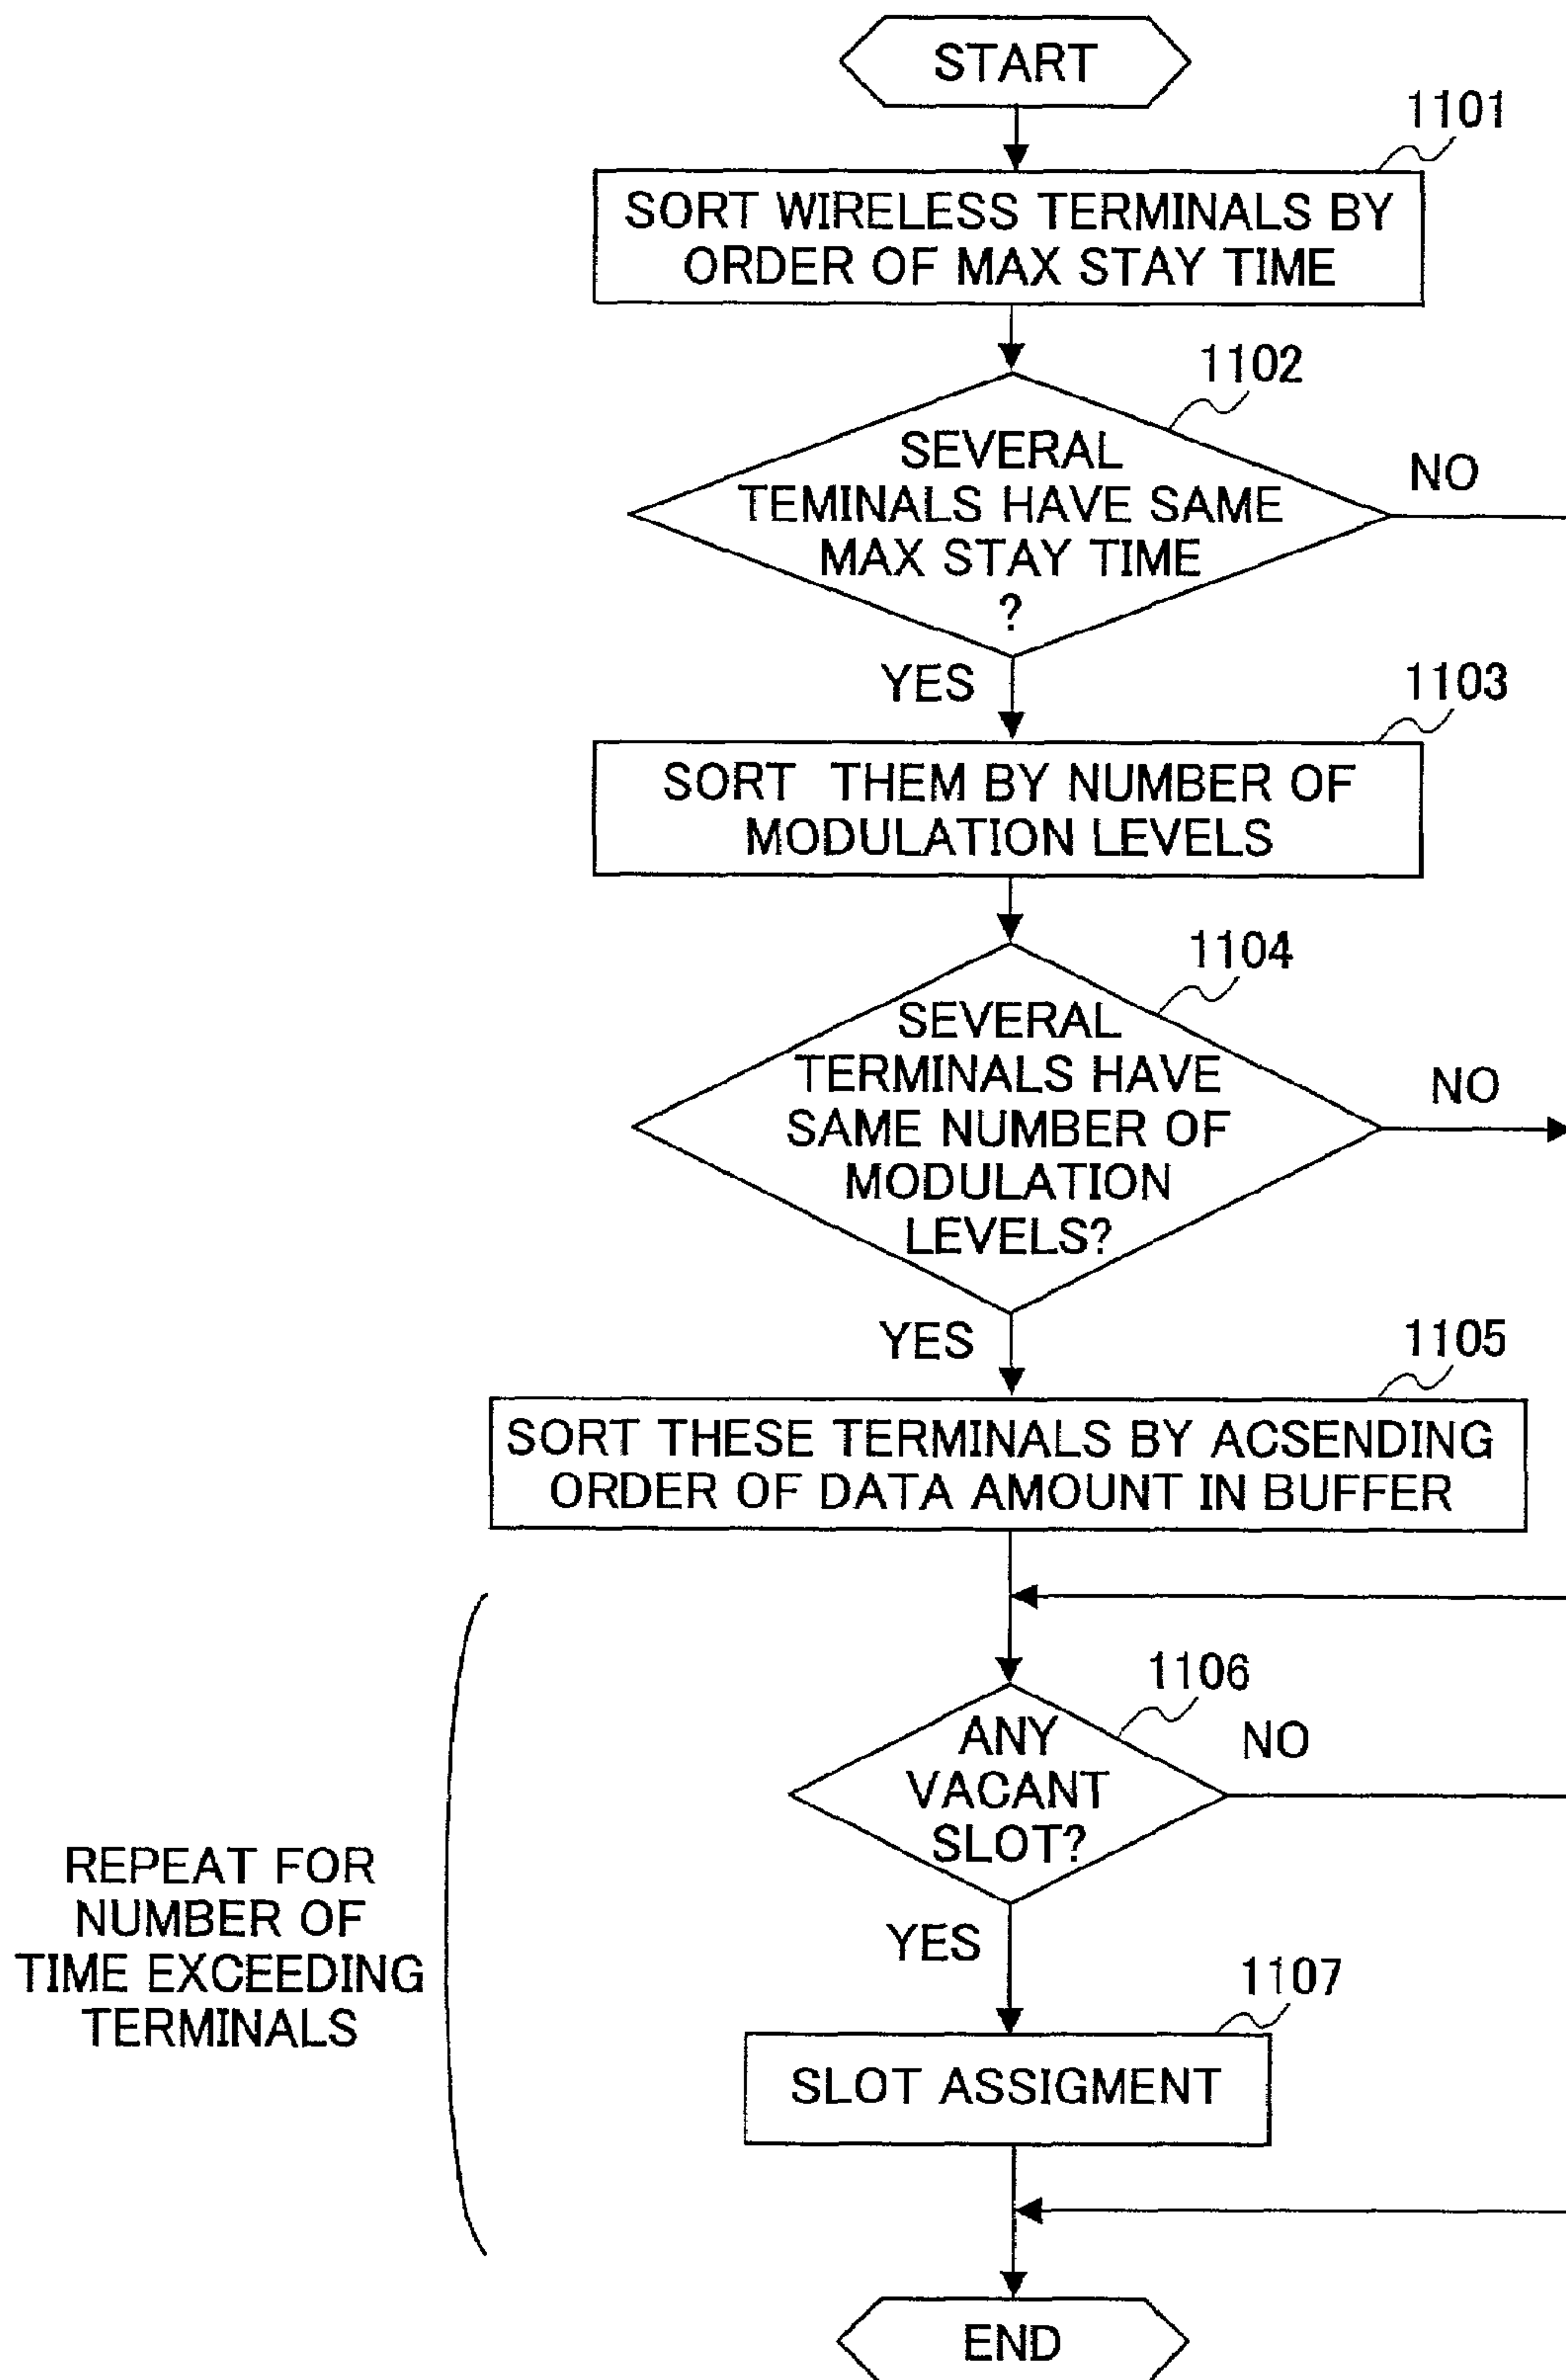 START
1101
SORT WIRELESS TERMINALS BY
ORDER OF MAX STAY TIME
1102
SEVERAL
TEMINALS HAVE SAME
MAX STAY TIME
?
NO
YES
1103
SORT THEM BY NUMBER OF
MODULATION LEVELS
1104
SEVERAL
TERMINALS HAVE
SAME NUMBER OF
MODULATION
LEVELS?
NO
YES
1105
SORT THESE TERMINALS BY ACSENDING
ORDER OF DATA AMOUNT IN BUFFER
1106
ANY
VACANT
SLOT?
NO
YES
REPEAT FOR
NUMBER OF
TIME EXCEEDING
TERMINALS
1107
SLOT ASSIGMENT
END